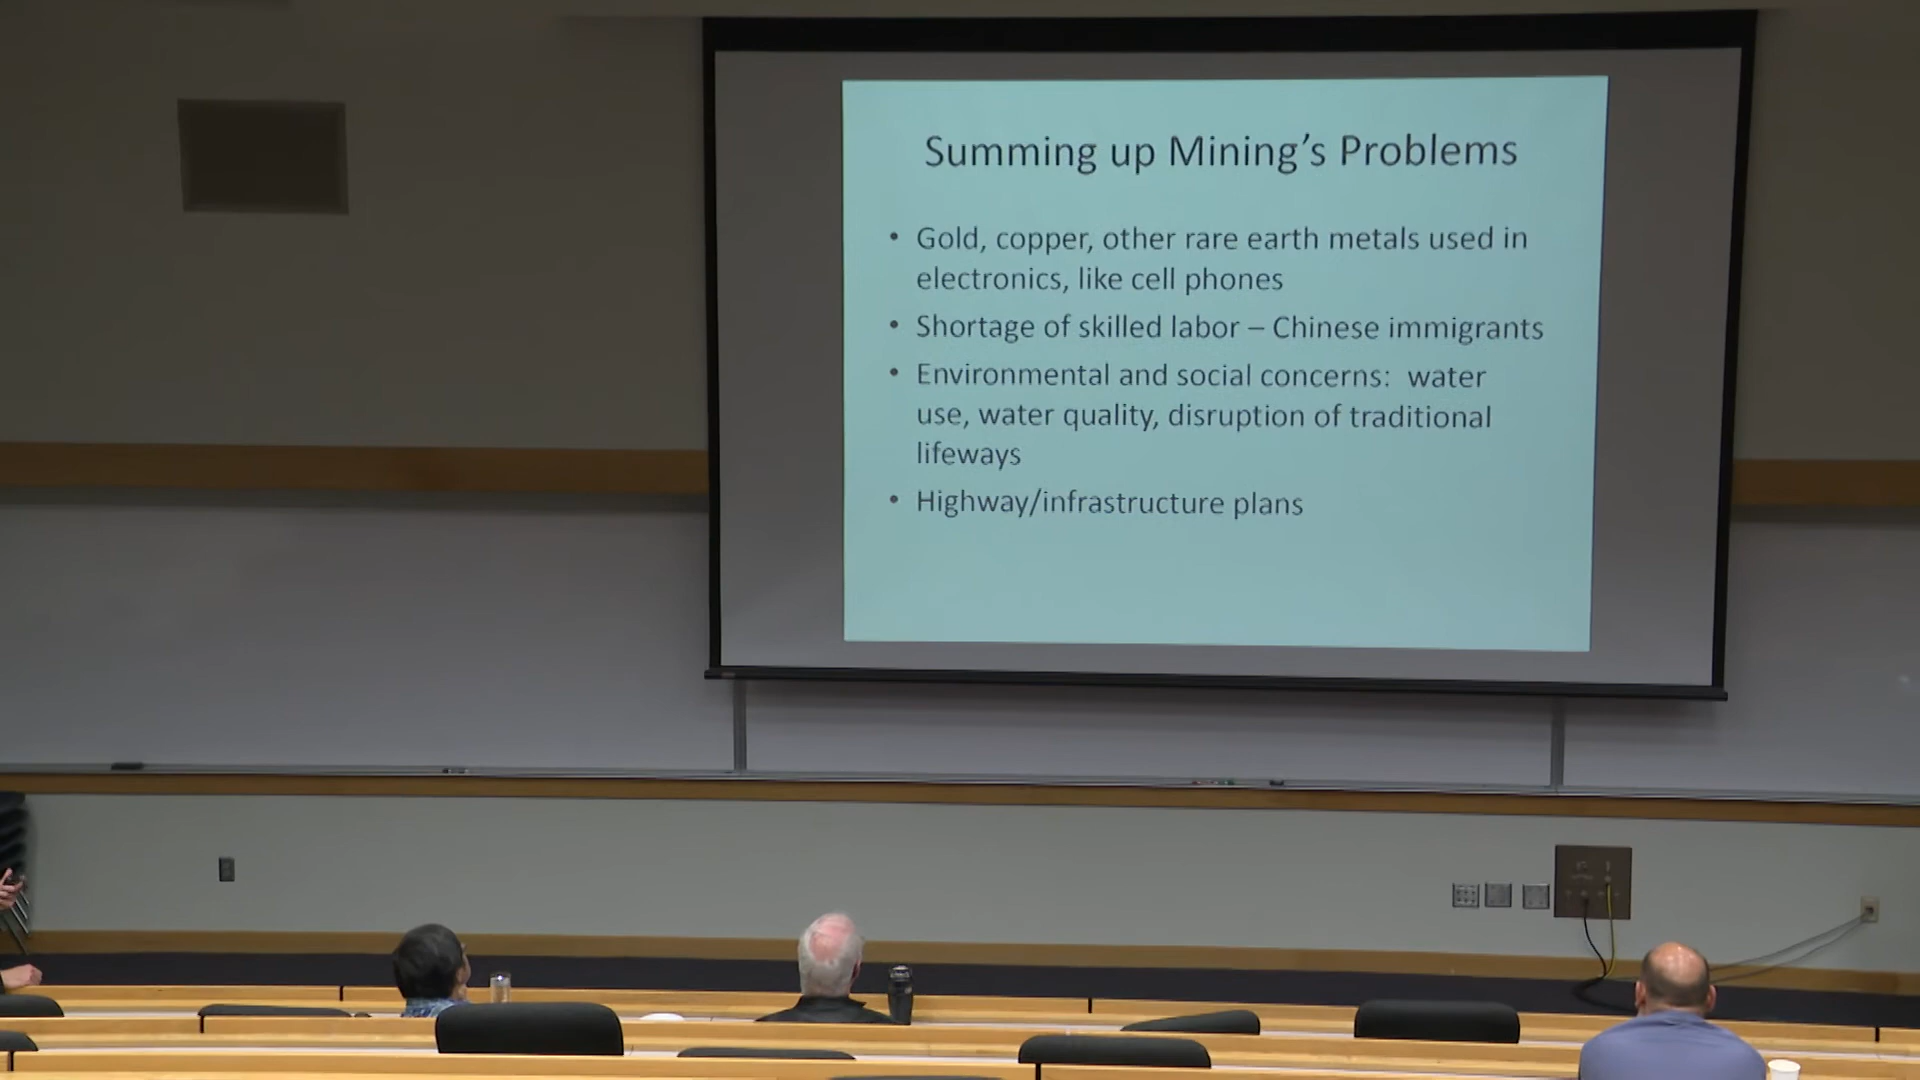 Summing up Mining’s Problems
• Gold, copper, other rare earth metals used in
electronics, like cell phones
• Shortage of skilled labor – Chinese immigrants
• Environmental and social concerns:  water
use, water quality, disruption of traditional
lifeways
• Highway/infrastructure plans